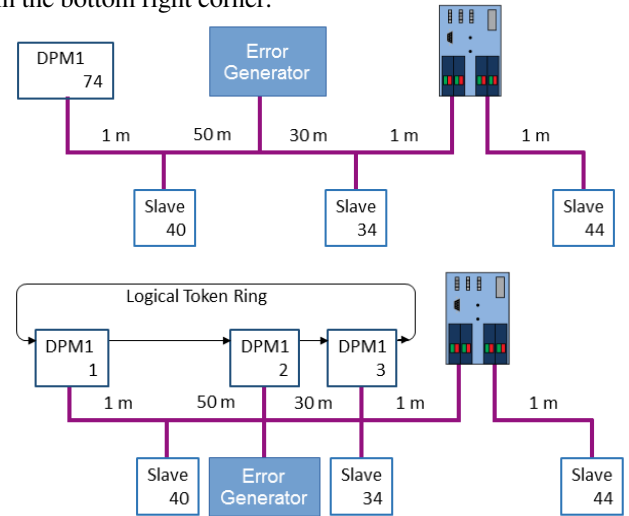 in the bottom right corner.
DPM1
74
Error
Generator
1 m
50 m
30 m
1 m
1 m
Slave
40
Slave
34
Slave
44
Logical Token Ring
DPM1
1
DPM1
2
DPM1
3
1 m
50 m
30 m
1 m
1 m
Slave
40
Error
Generator
Slave
34
Slave
44